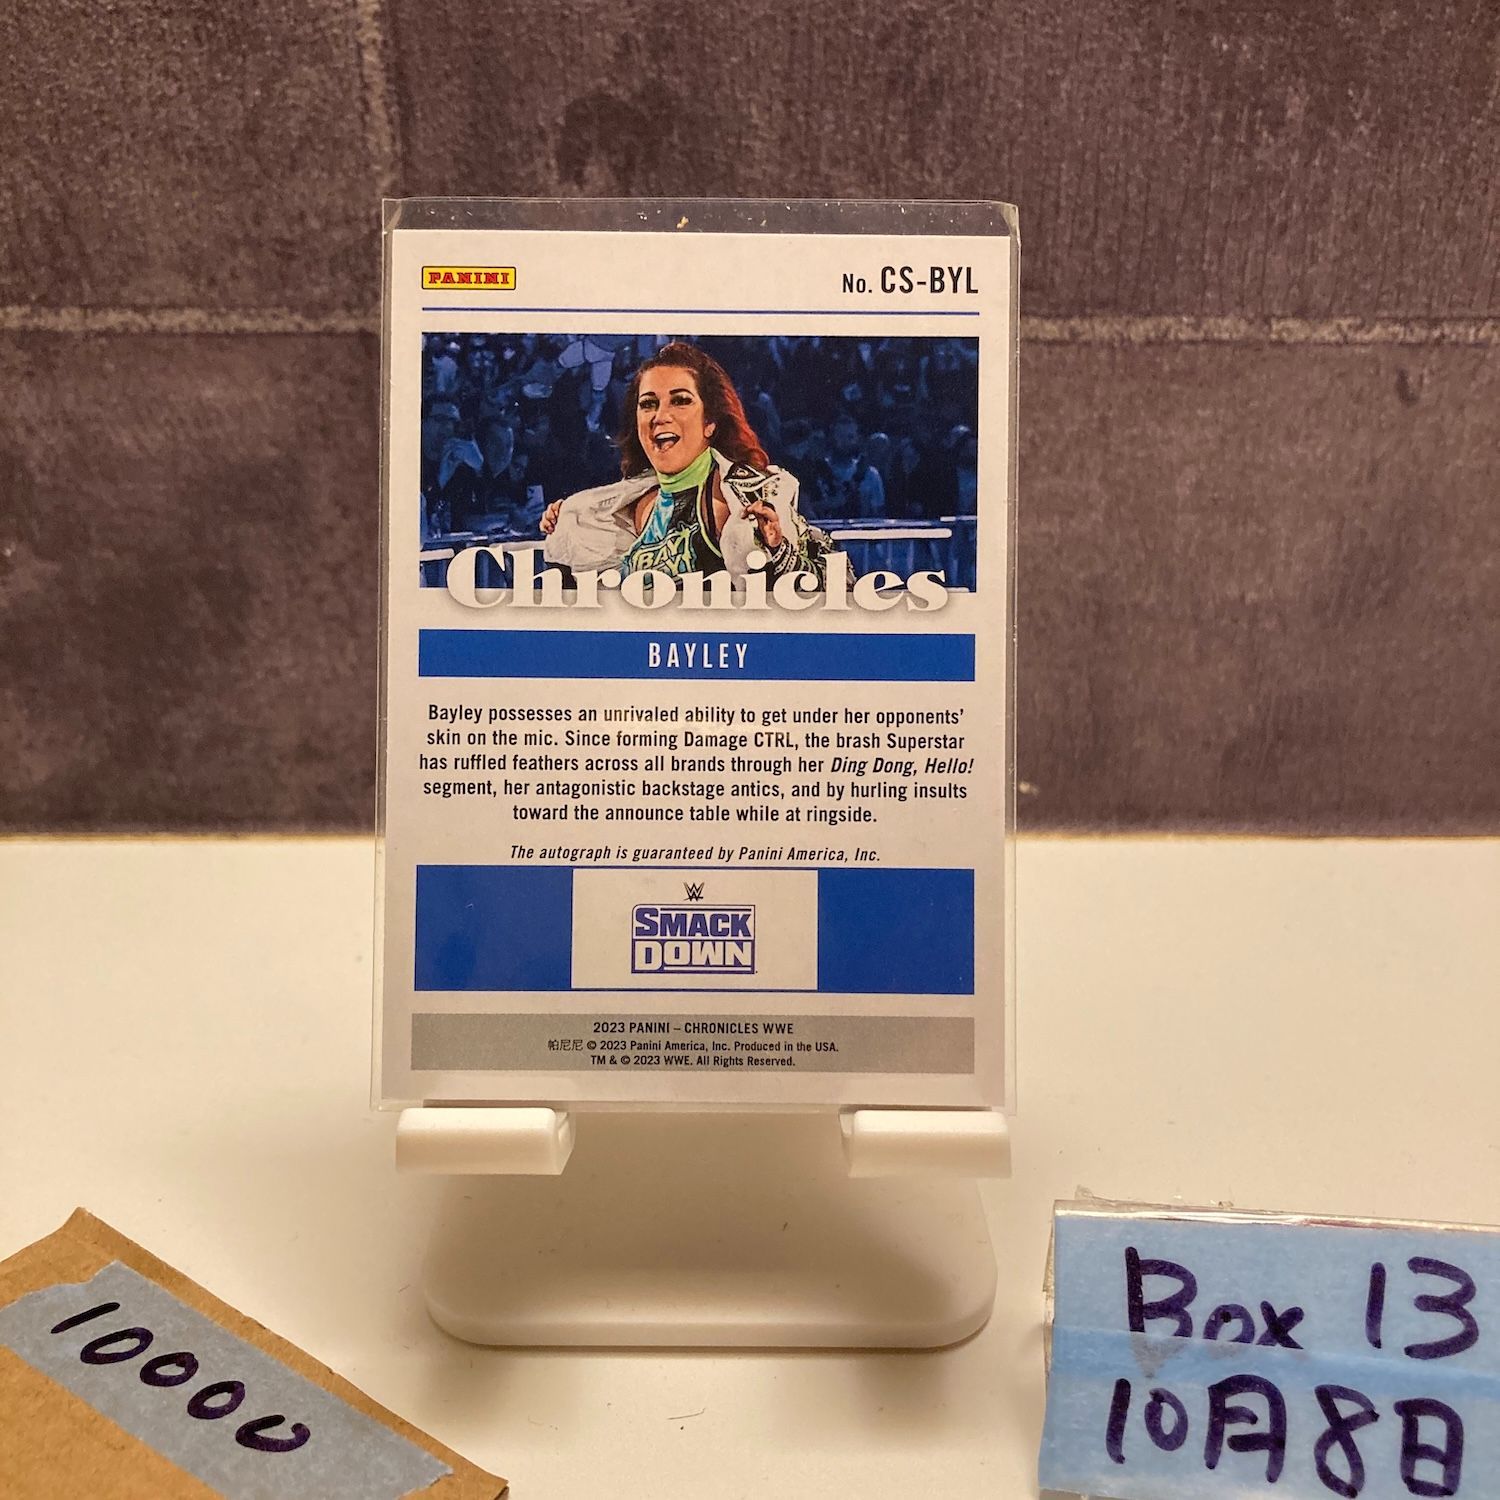 PANINI
No. CS-BYL
BAY
LY
Chronicles
BAYLEY
Bayley possesses an unrivaled ability to get under her opponents'
skin on the mic. Since forming Damage CTRL, the brash Superstar
has ruffled feathers across all brands through her Ding Dong, Hello!
segment, her antagonistic backstage antics, and by hurling insults
toward the announce table while at ringside.
The autograph is guaranteed by Panini America, Inc.
W
SMACK
DOWN
2023 PANINI – CHRONICLES WWE
帕尼尼 © 2023 Panini America, Inc. Produced in the USA.
TM & © 2023 WWE. All Rights Reserved.
10000
Box 13
10月8日